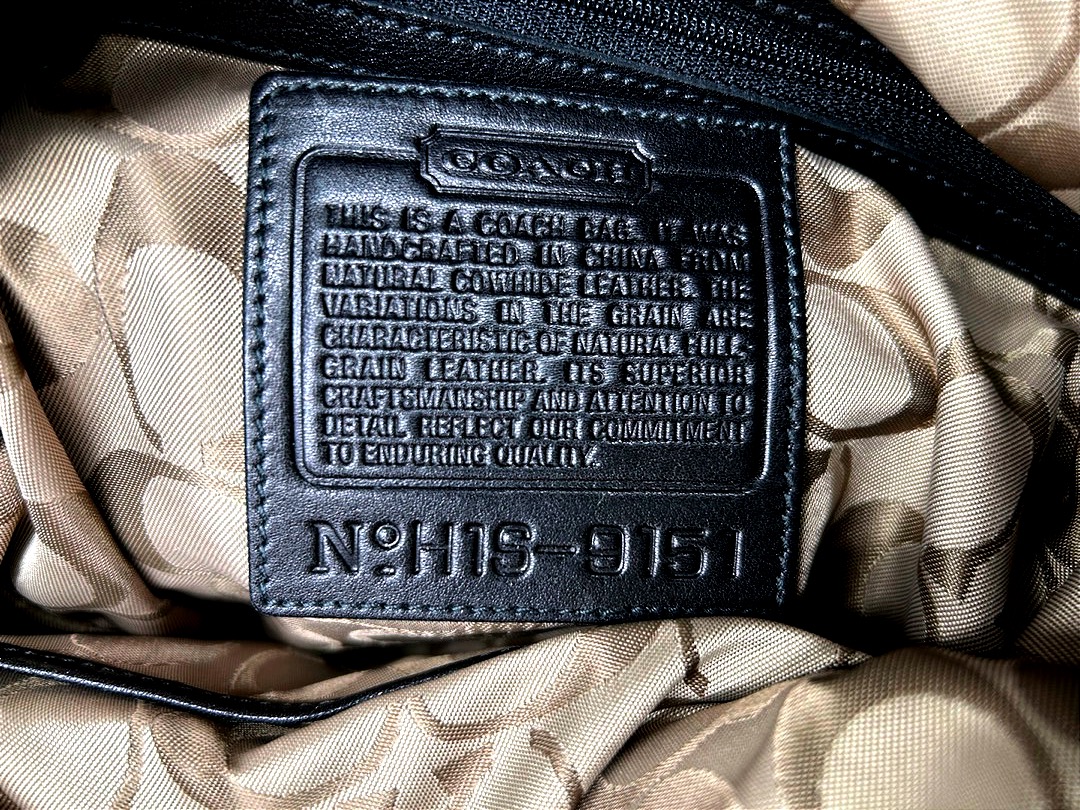 COACH
THIS IS A COACH BAG. IT WAS
HANDCRAFTED IN CHINA FROM
NATURAL COWHIDE LEATHER. THE
VARIATIONS IN THE GRAIN ARE
CHARACTERISTIC OF NATURAL FULL-
GRAIN LEATHER. ITS SUPERIOR
CRAFTSMANSHIP AND ATTENTION TO
DETAIL REFLECT OUR COMMITMENT
TO ENDURING QUALITY.
Nº H1S-9151